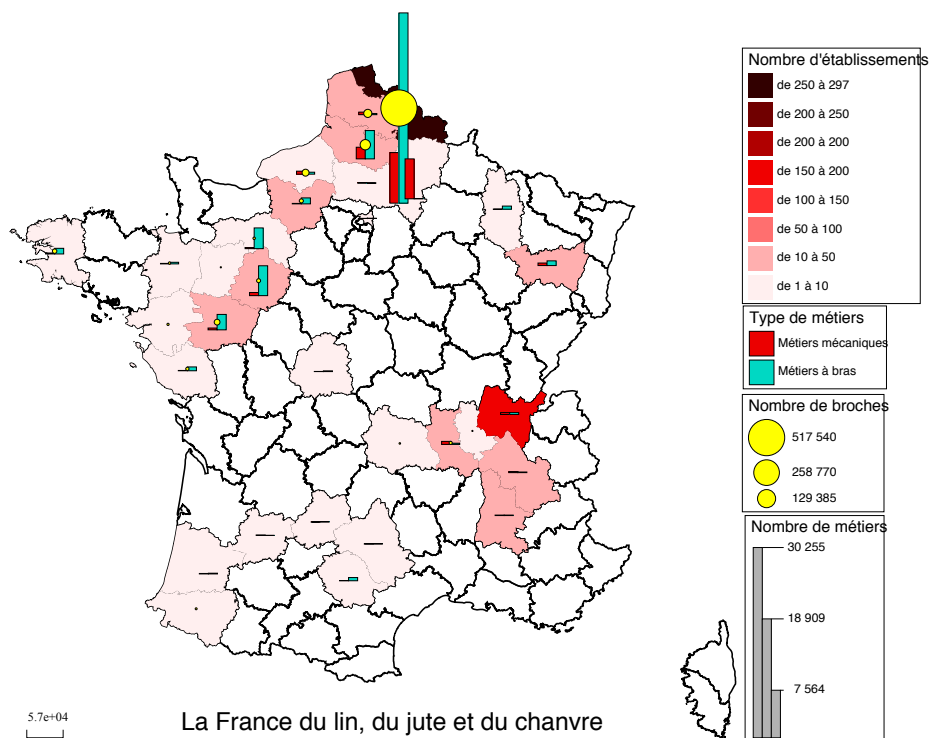 Nombre d'établissements
de 250 à 297
de 200 à 250
de 200 à 200
de 150 à 200
de 100 à 150
de 50 à 100
de 10 à 50
de 1 à 10
Type de métiers
Métiers mécaniques
Métiers à bras
Nombre de broches
517 540
258 770
129 385
Nombre de métiers
30 255
18 909
7 564
5.7e+04
La France du lin, du jute et du chanvre